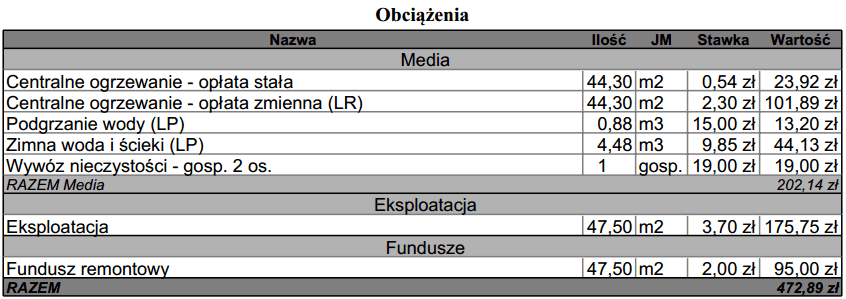 Obciążenia
Nazwa Ilość JM Stawka Wartość
Media
Centralne ogrzewanie - opłata stała 44,30 m2 0,54 zł 23,92 zł
Centralne ogrzewanie - opłata zmienna (LR) 44,30 m2 2,30 zł 101,89 zł
Podgrzanie wody (LP) 0,88 m3 15,00 zł 13,20 zł
Zimna woda i ścieki (LP) 4,48 m3 9,85 zł 44,13 zł
Wywóz nieczystości - gosp. 2 os. 1 gosp. 19,00 zł 19,00 zł
RAZEM Media 202,14 zł
Eksploatacja
Eksploatacja 47,50 m2 3,70 zł 175,75 zł
Fundusze
Fundusz remontowy 47,50 m2 2,00 zł 95,00 zł
RAZEM 472,89 zł